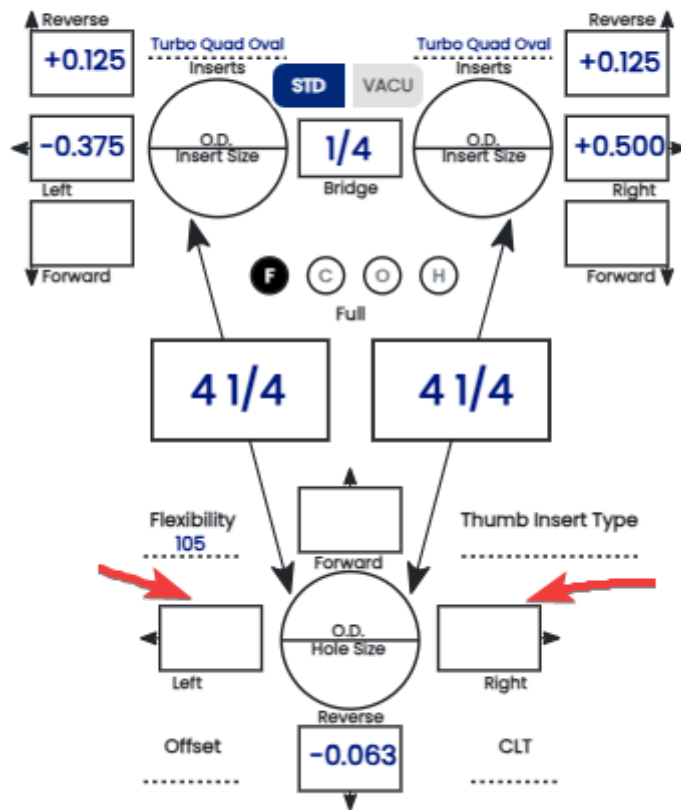 Reverse
Reverse
+0.125
Turbo Quad Oval
Turbo Quad Oval
+0.125
Inserts
Inserts
STD
VACU
-0.375
O.D.
Insert Size
1/4
O.D.
Insert Size
+0.500
Left
Bridge
Right
Forward
Forward
F
C
O
H
Full
4 1/4
4 1/4
Flexibility
105
Thumb Insert Type
Forward
O.D.
Hole Size
Left
Right
Reverse
Offset
-0.063
CLT